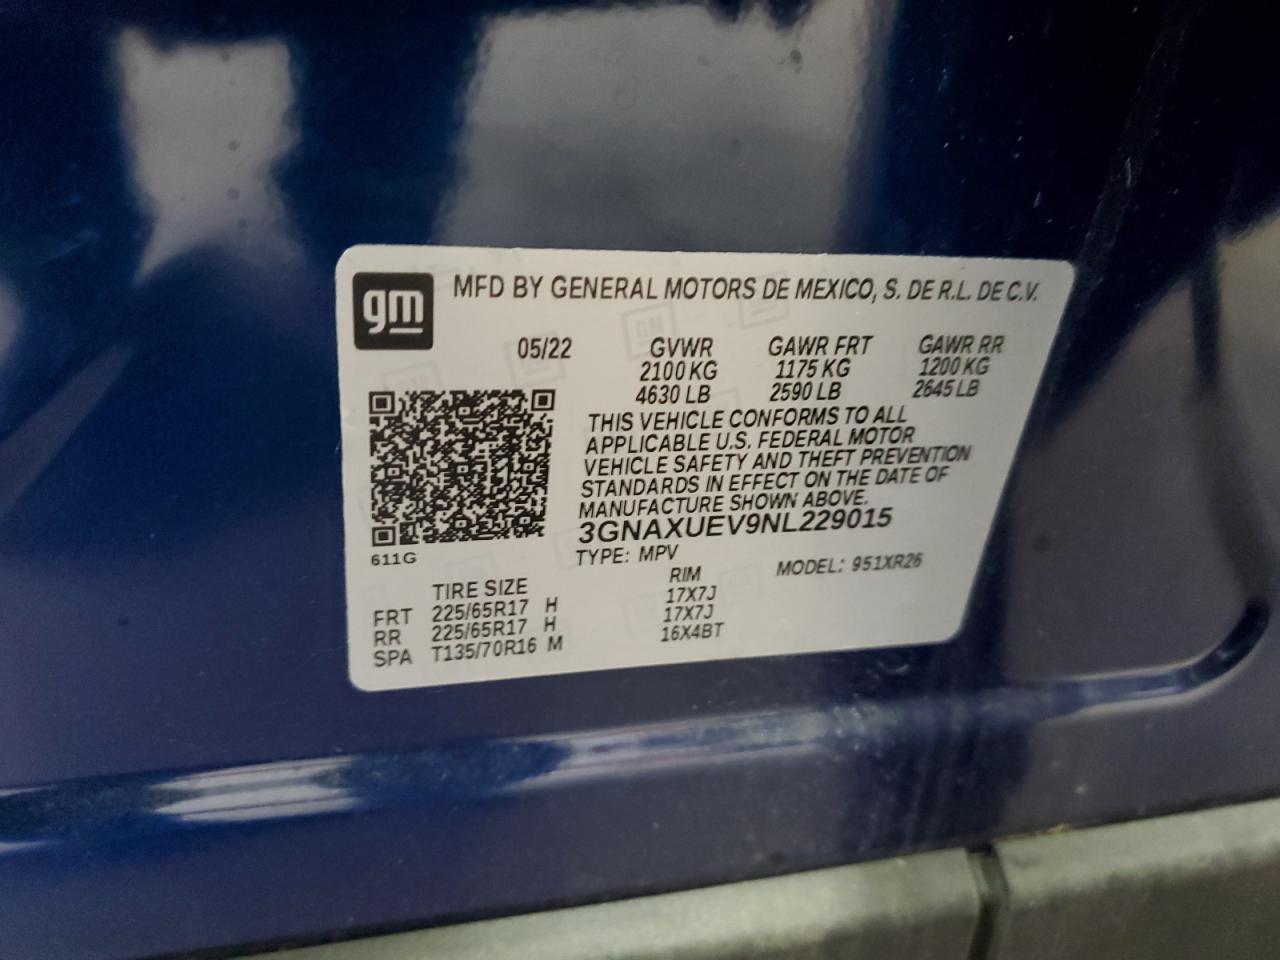 gm
MFD BY GENERAL MOTORS DE MEXICO, S. DE R.L. DE C.V.
05/22 GVWR GAWR FRT GAWR RR
2100 KG 1175 KG 1200 KG
4630 LB 2590 LB 2645 LB
THIS VEHICLE CONFORMS TO ALL
APPLICABLE U.S. FEDERAL MOTOR
VEHICLE SAFETY AND THEFT PREVENTION
STANDARDS IN EFFECT ON THE DATE OF
MANUFACTURE SHOWN ABOVE.
3GNAXUEV9NL229015
611G
TYPE: MPV MODEL: 951XR26
TIRE SIZE RIM
FRT 225/65R17 H 17X7J
RR 225/65R17 H 17X7J
SPA T135/70R16 M 16X4BT